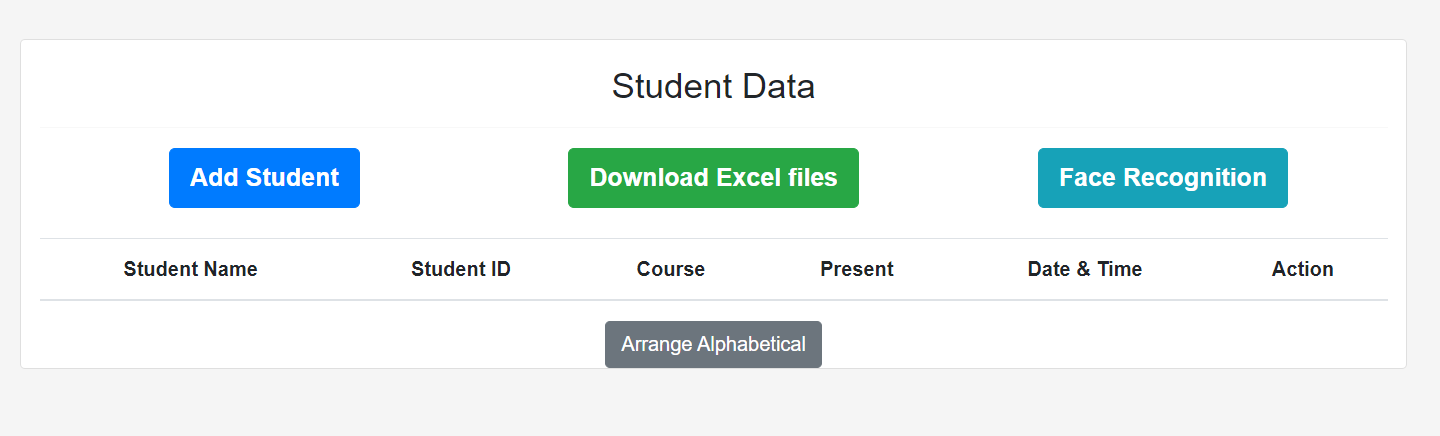 Student Data
Add Student Download Excel files Face Recognition
Student Name Student ID Course Present Date & Time Action
Arrange Alphabetical